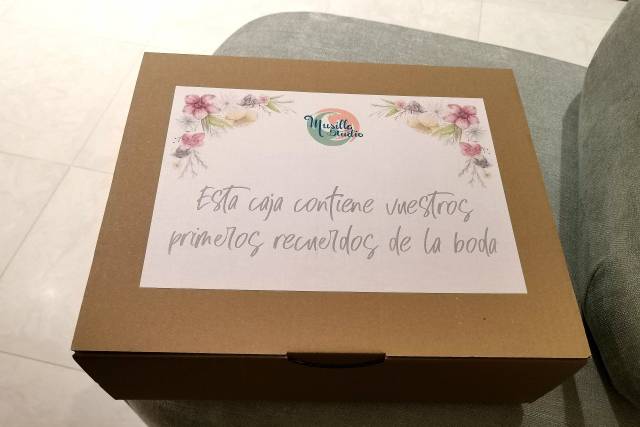 Musilla
Studio
Esta caja contiene vuestros
primeros recuerdos de la boda